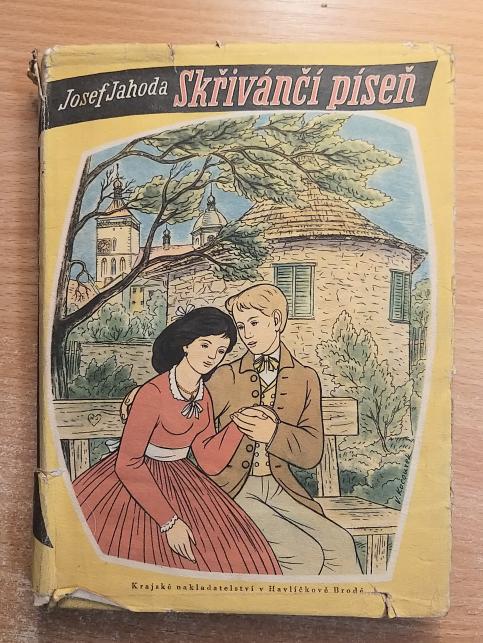 Josef Jahoda Skřivánčí píseň
Krajské nakladatelství v Havlíčkově Brodě